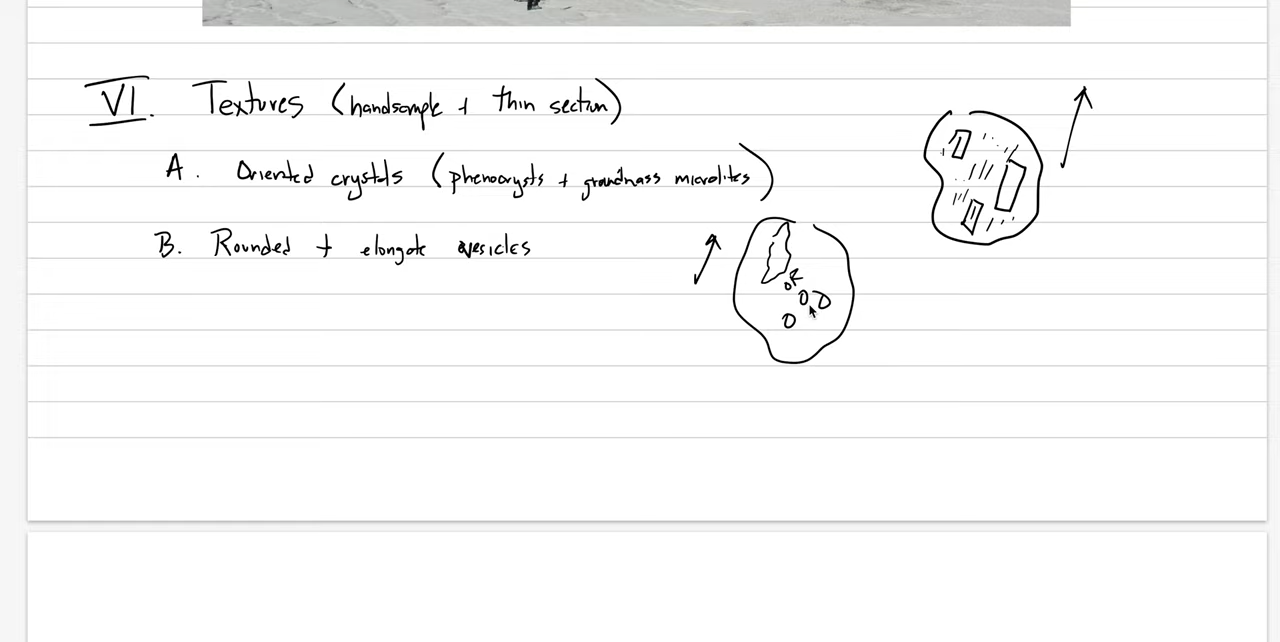 VI. Textures (handsample + thin section)
A. Oriented crystals (phenocrysts + groundmass microlites)
B. Rounded + elongate vesicles
OR